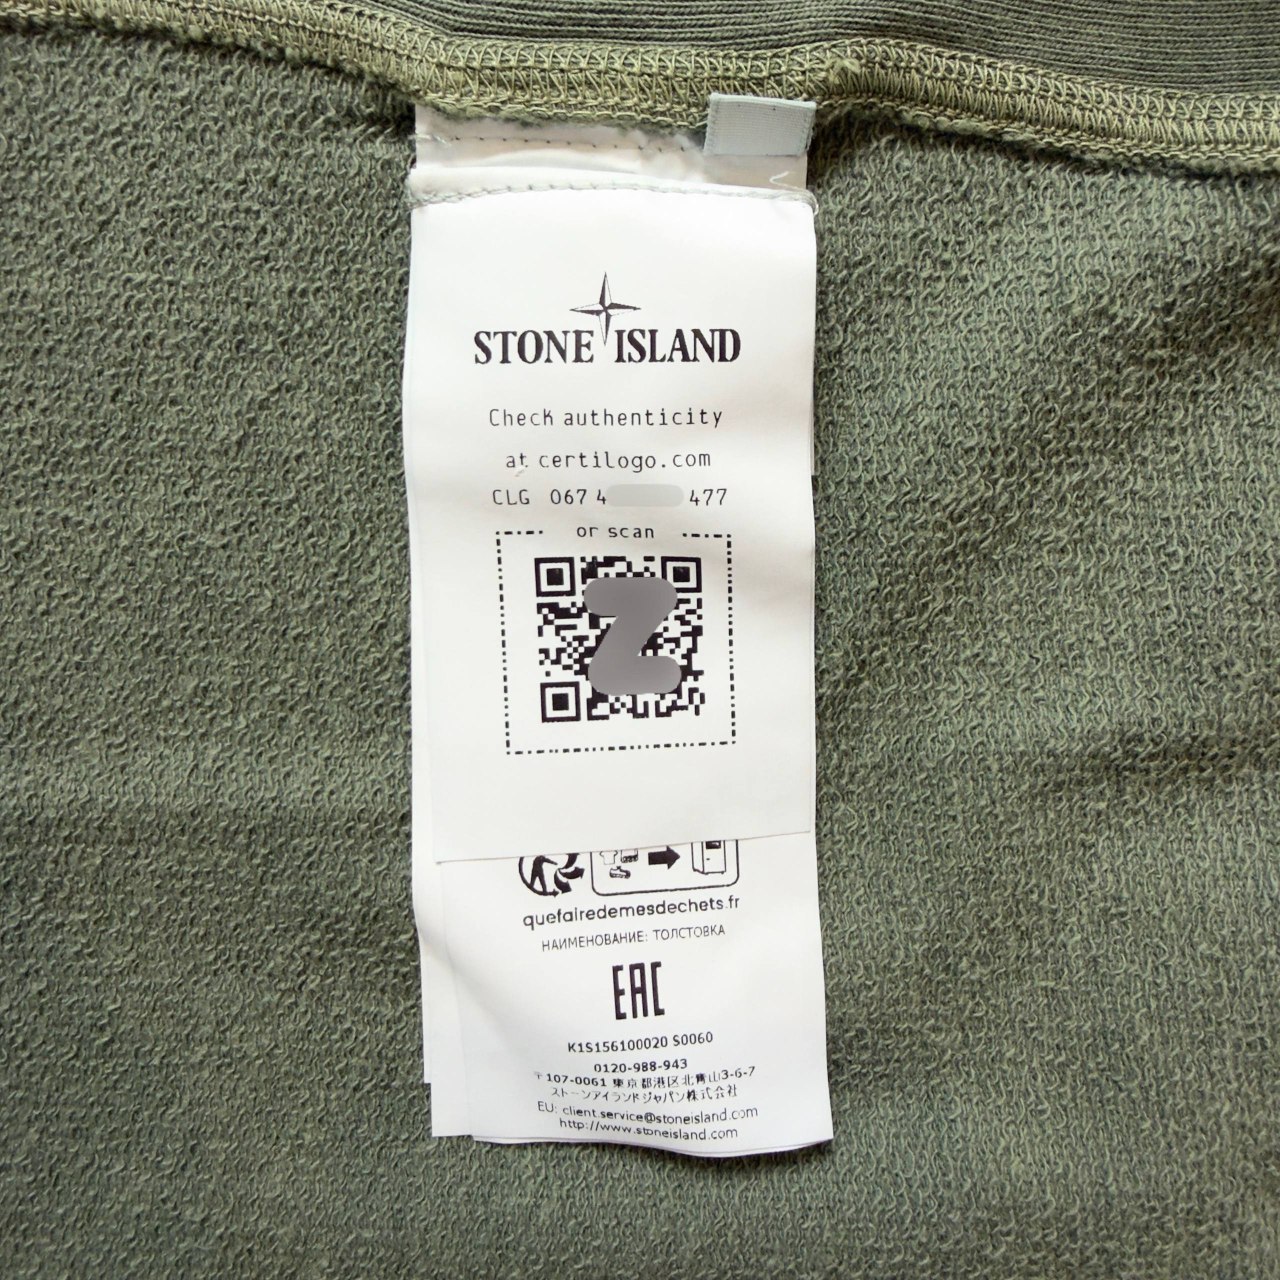 STONE ISLAND
Check authenticity
at certilogo.com
CLG 067 4 477
or scan
Z
quefairedemesdechets.fr
НАИМЕНОВАНИЕ: ТОЛСТОВКА
EAC
K1S156100020 S0060
0120-988-943
〒107-0061 東京都港区北青山3-6-7
ストーンアイランドジャパン株式会社
EU: client.service@stoneisland.com
http://www.stoneisland.com